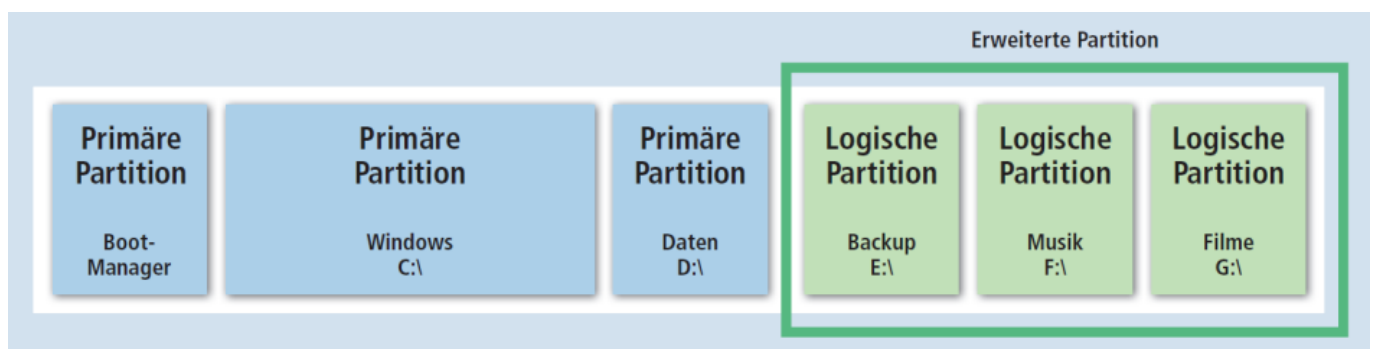 Erweiterte Partition
Primäre
Partition
Boot-
Manager
Primäre
Partition
Windows
C:\
Primäre
Partition
Daten
D:\
Logische
Partition
Backup
E:\
Logische
Partition
Musik
F:\
Logische
Partition
Filme
G:\